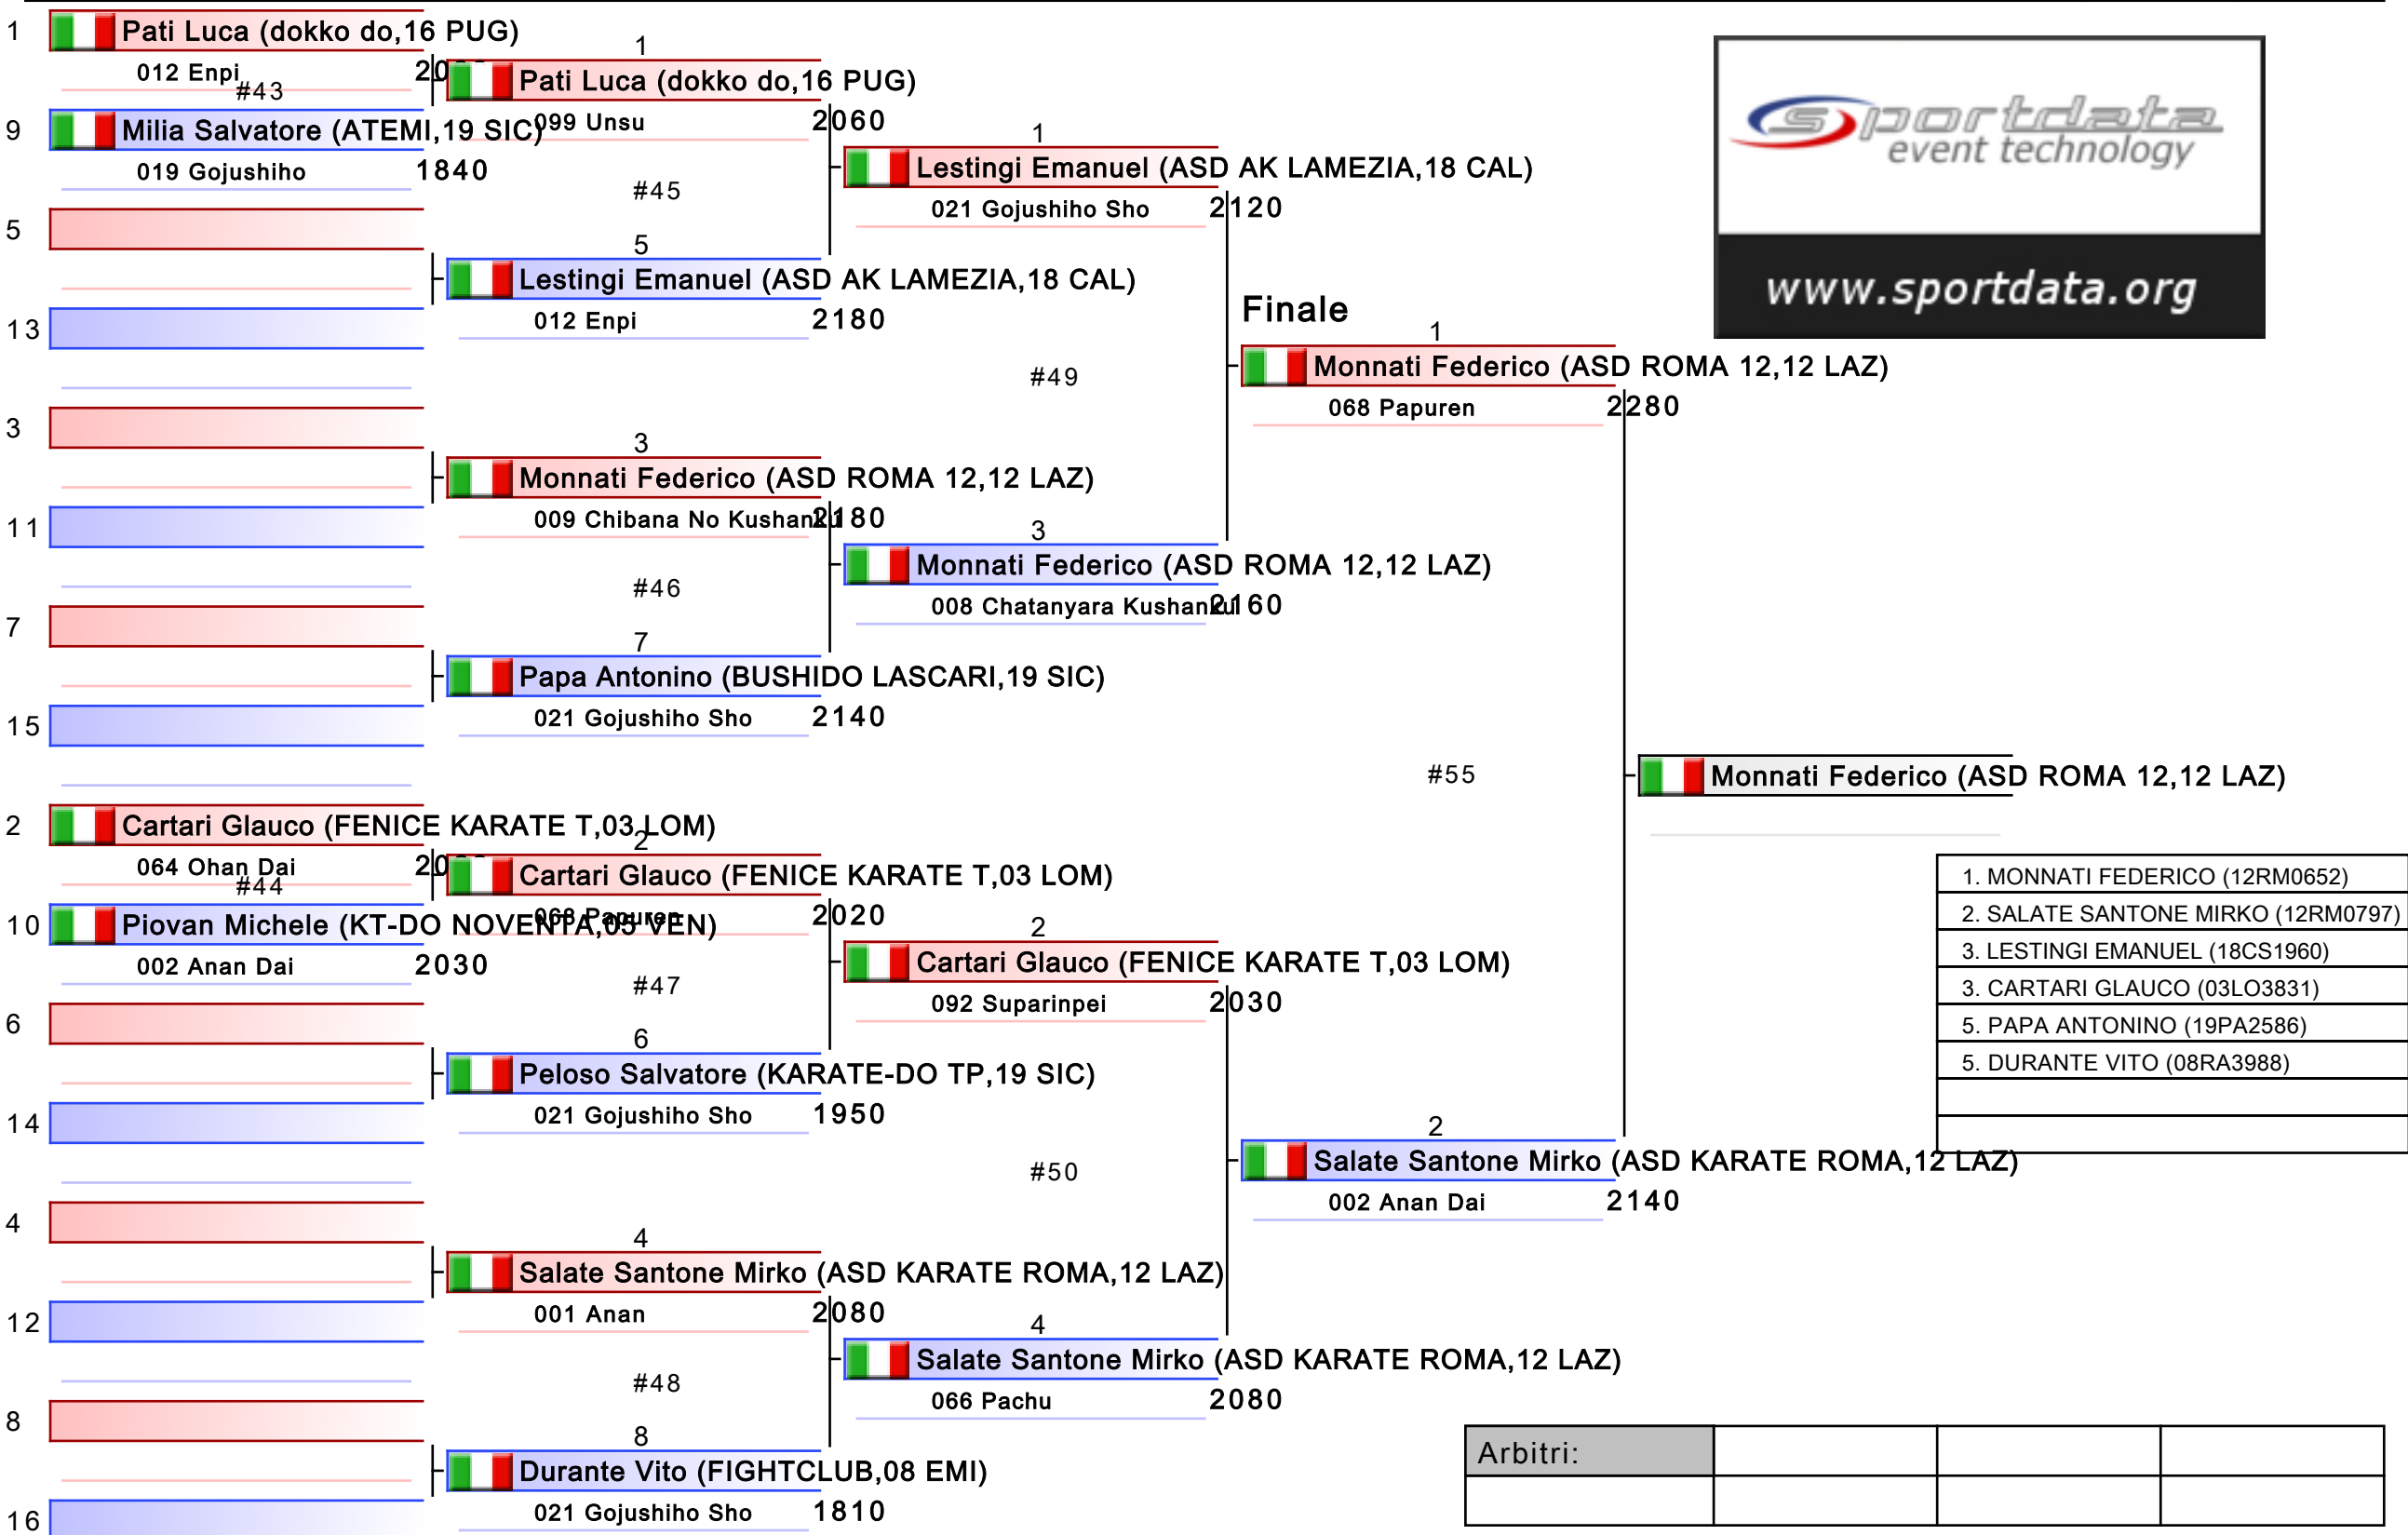 1 Pati Luca (dokko do,16 PUG)
012 Enpi
#43
9 Milia Salvatore (ATEMI,19 SIC)
019 Gojushiho 1840
5
13
3
11
7
15
2 Cartari Glauco (FENICE KARATE T,03 LOM)
064 Ohan Dai
#44
10 Piovan Michele (KT-DO NOVENTA,05 VEN)
002 Anan Dai 2030
6
14
4
12
8
16
1
Pati Luca (dokko do,16 PUG)
099 Unsu 2060
#45
5
Lestingi Emanuel (ASD AK LAMEZIA,18 CAL)
012 Enpi 2180
3
Monnati Federico (ASD ROMA 12,12 LAZ)
009 Chibana No Kushanku 2180
#46
7
Papa Antonino (BUSHIDO LASCARI,19 SIC)
021 Gojushiho Sho 2140
2
Cartari Glauco (FENICE KARATE T,03 LOM)
068 Papuren 2020
#47
6
Peloso Salvatore (KARATE-DO TP,19 SIC)
021 Gojushiho Sho 1950
4
Salate Santone Mirko (ASD KARATE ROMA,12 LAZ)
001 Anan 2080
#48
8
Durante Vito (FIGHTCLUB,08 EMI)
021 Gojushiho Sho 1810
1
Lestingi Emanuel (ASD AK LAMEZIA,18 CAL)
021 Gojushiho Sho 2120
#49
3
Monnati Federico (ASD ROMA 12,12 LAZ)
008 Chatanyara Kushanku 2160
2
Cartari Glauco (FENICE KARATE T,03 LOM)
092 Suparinpei 2030
#50
4
Salate Santone Mirko (ASD KARATE ROMA,12 LAZ)
066 Pachu 2080
Finale
1
Monnati Federico (ASD ROMA 12,12 LAZ)
068 Papuren 2280
#55
2
Salate Santone Mirko (ASD KARATE ROMA,12 LAZ)
002 Anan Dai 2140
Monnati Federico (ASD ROMA 12,12 LAZ)
sportdata
event technology
www.sportdata.org
1. MONNATI FEDERICO (12RM0652)
2. SALATE SANTONE MIRKO (12RM0797)
3. LESTINGI EMANUEL (18CS1960)
3. CARTARI GLAUCO (03LO3831)
5. PAPA ANTONINO (19PA2586)
5. DURANTE VITO (08RA3988)
Arbitri: